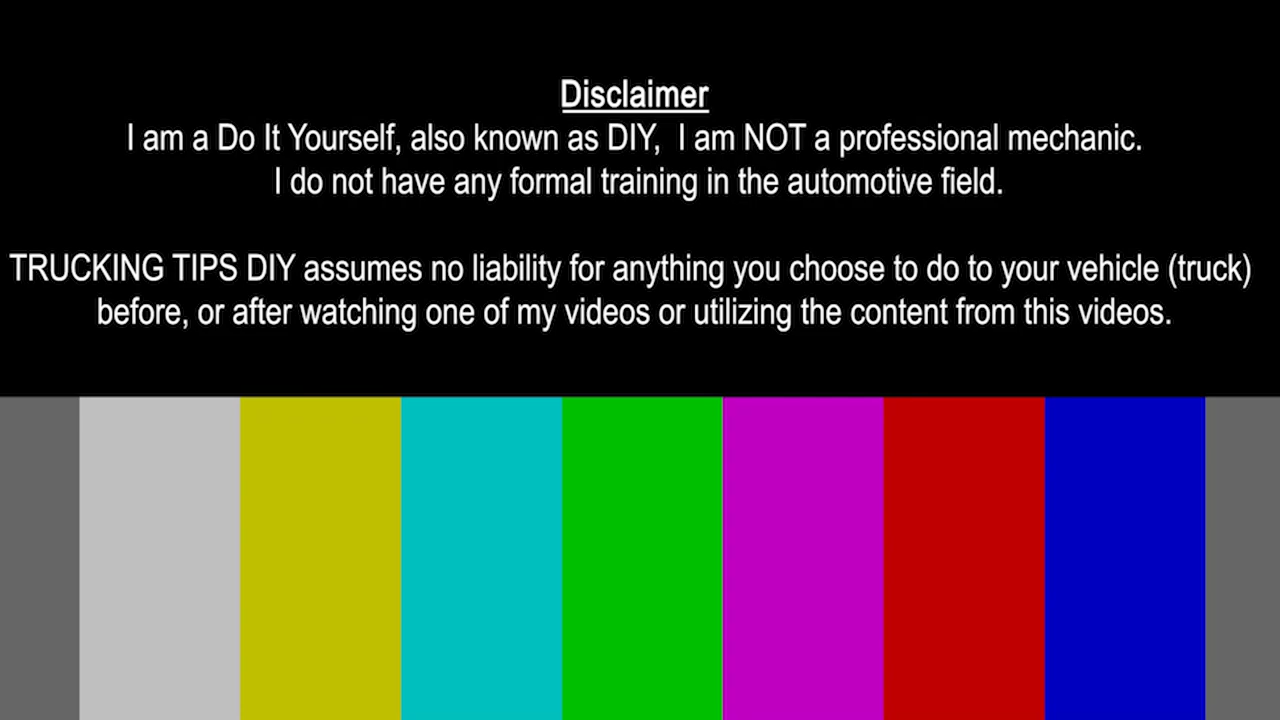 Disclaimer
I am a Do It Yourself, also known as DIY,  I am NOT a professional mechanic.
I do not have any formal training in the automotive field.
TRUCKING TIPS DIY assumes no liability for anything you choose to do to your vehicle (truck)
before, or after watching one of my videos or utilizing the content from this videos.